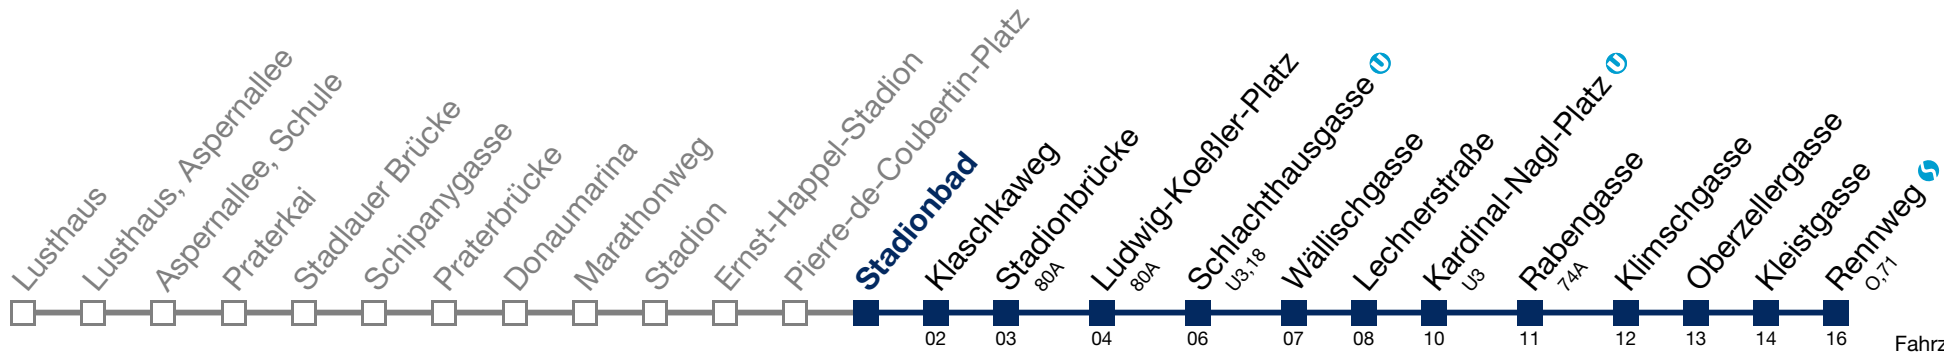 Lusthaus
Lusthaus, Aspernallee
Aspernallee, Schule
Praterkai
Stadlauer Brücke
Schipanygasse
Praterbrücke
Donaumarina
Marathonweg
Stadion
Ernst-Happel-Stadion
Pierre-de-Coubertin-Platz
Stadionbad
Klaschkaweg
Stadionbrücke
80A
Ludwig-Koeßler-Platz
80A
Schlachthausgasse U
U3,18
Wällischgasse
Lechnerstraße
Kardinal-Nagl-Platz U
U3
Rabengasse
74A
Klimschgasse
Oberzellergasse
Kleistgasse
Rennweg S
O,71
02 03 04 06 07 08 10 11 12 13 14 16